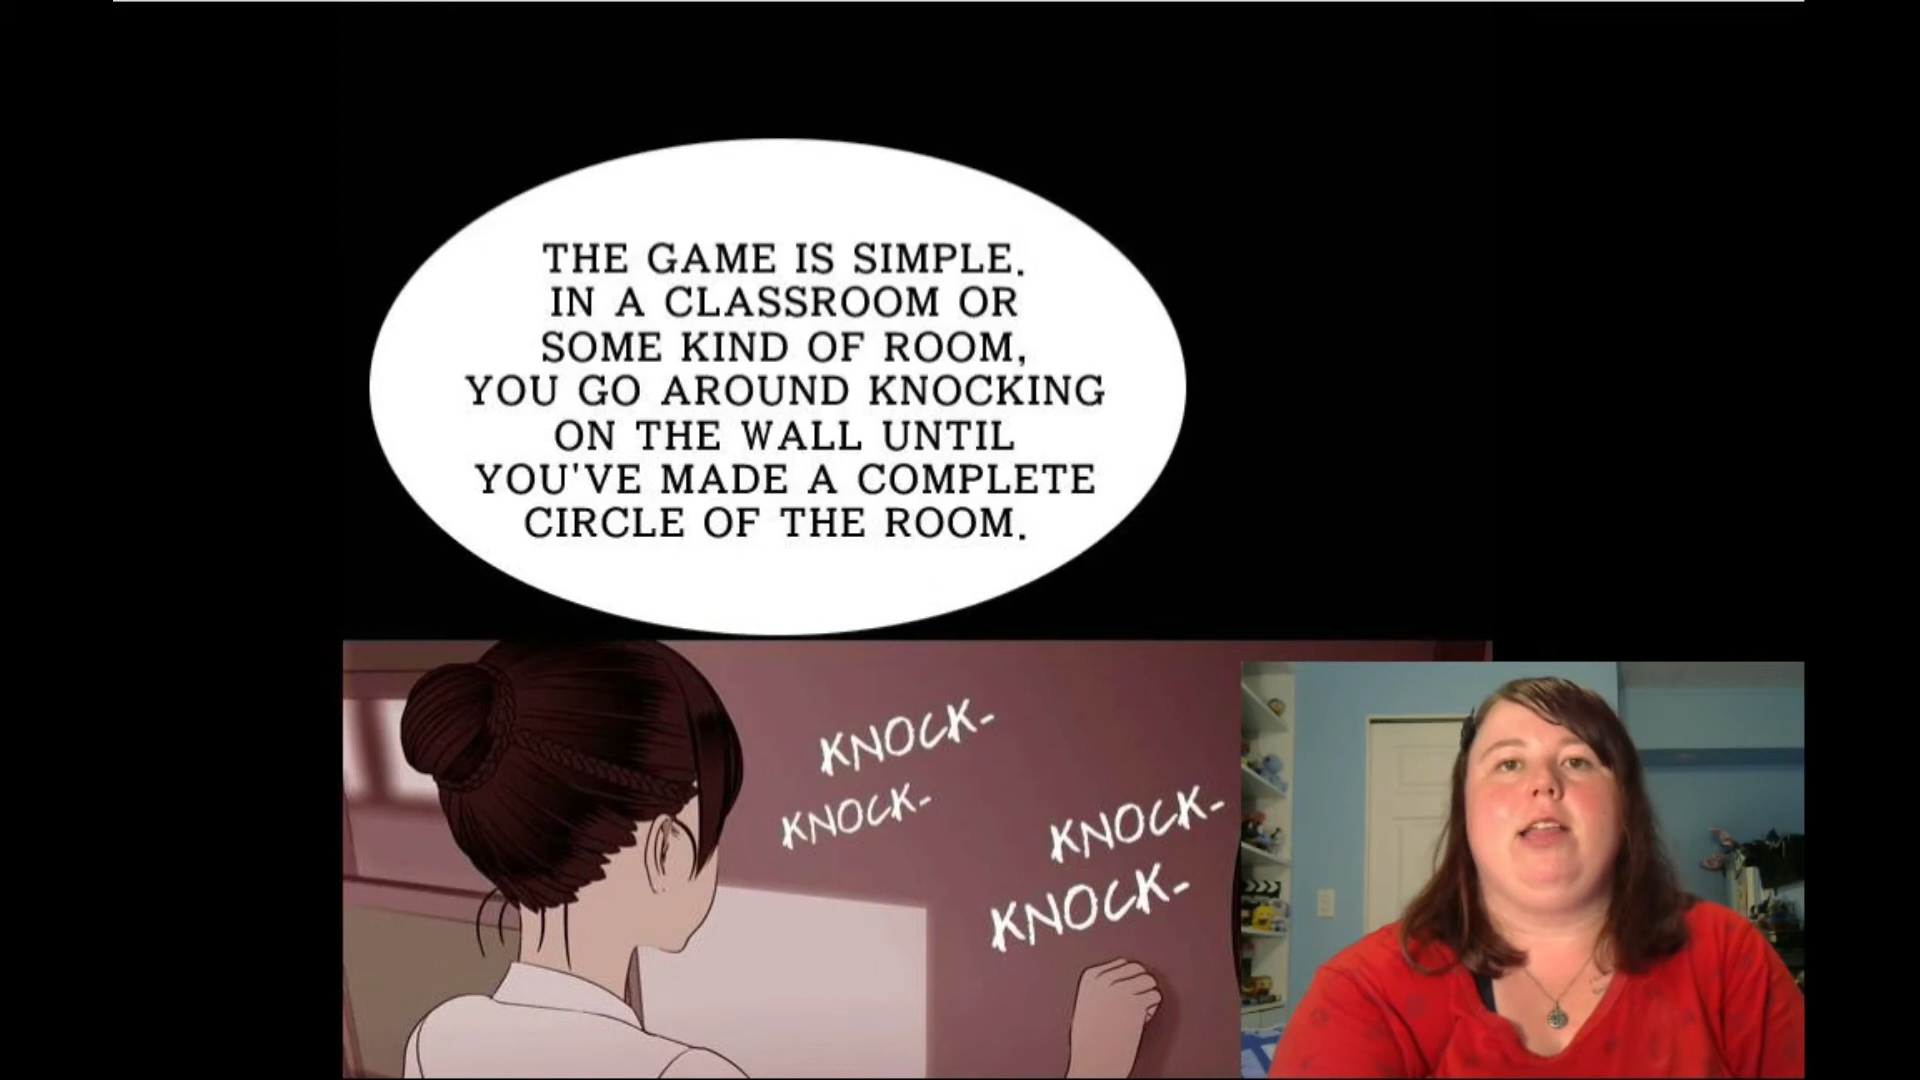 THE GAME IS SIMPLE.
IN A CLASSROOM OR
SOME KIND OF ROOM,
YOU GO AROUND KNOCKING
ON THE WALL UNTIL
YOU'VE MADE A COMPLETE
CIRCLE OF THE ROOM.
KNOCK-
KNOCK-
KNOCK-
KNOCK-